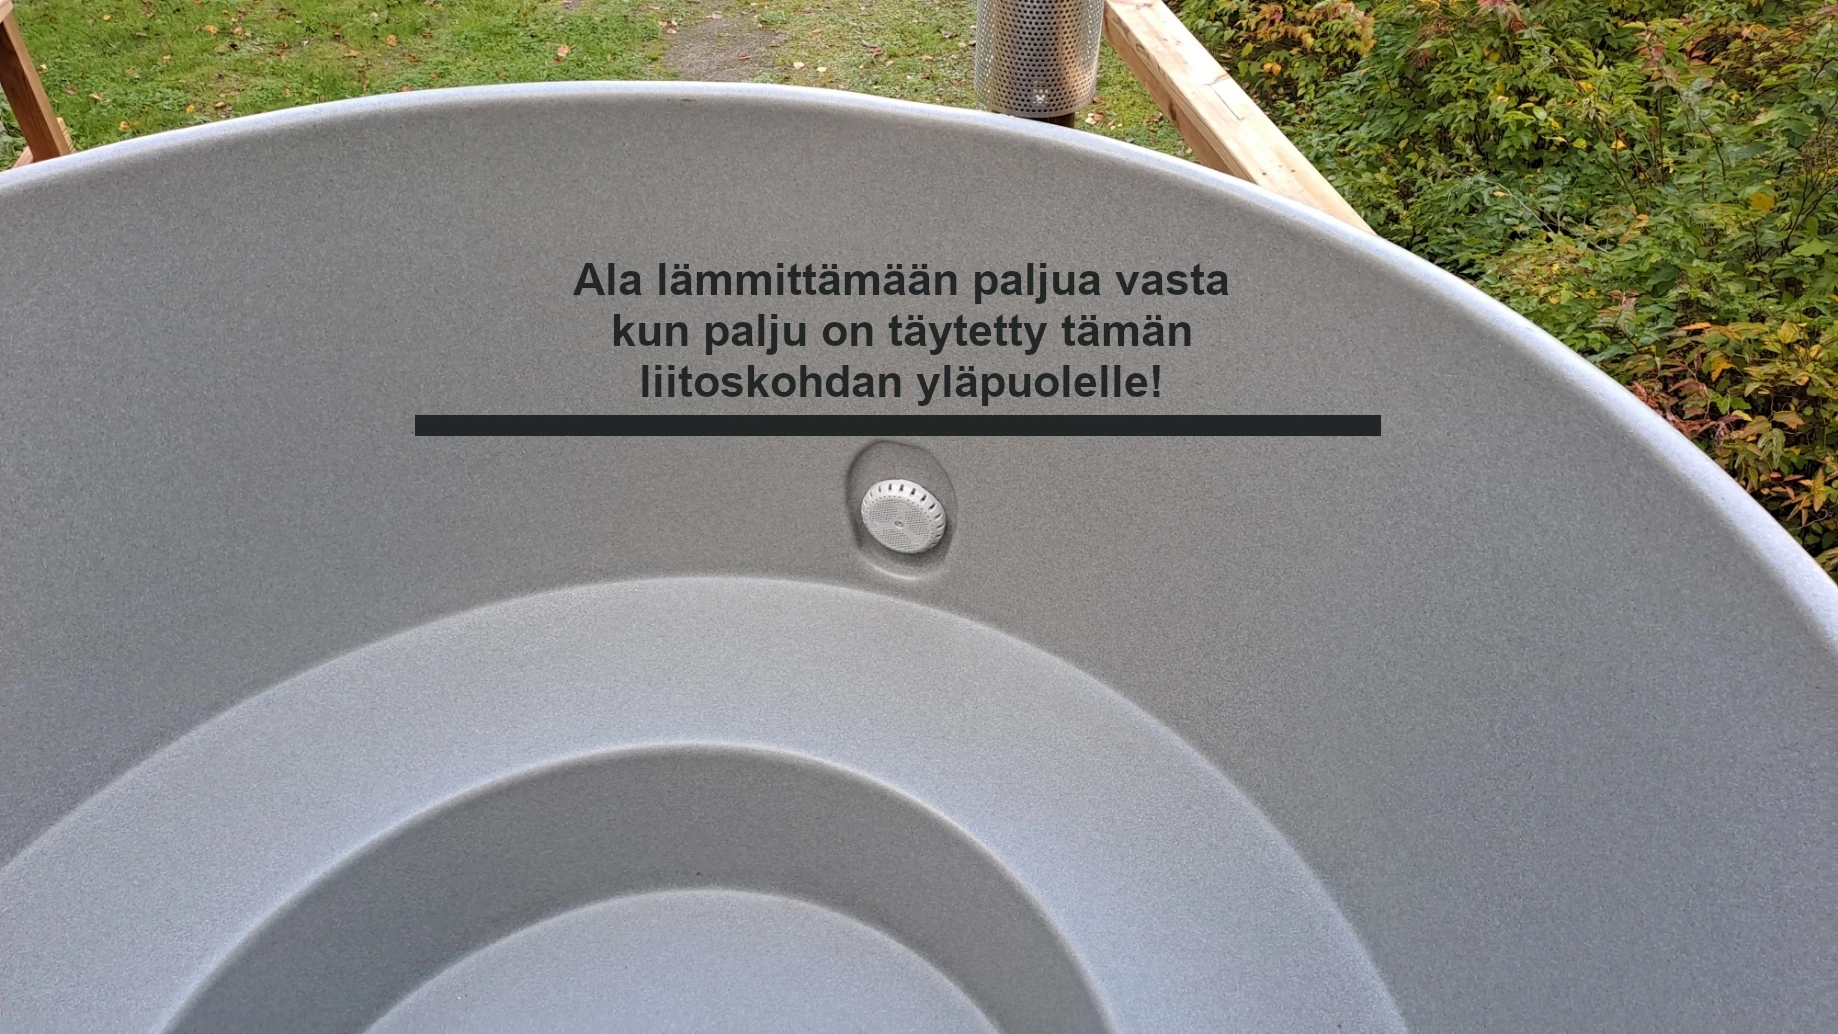 Ala lämmittämään paljua vasta
kun palju on täytetty tämän
liitoskohdan yläpuolelle!